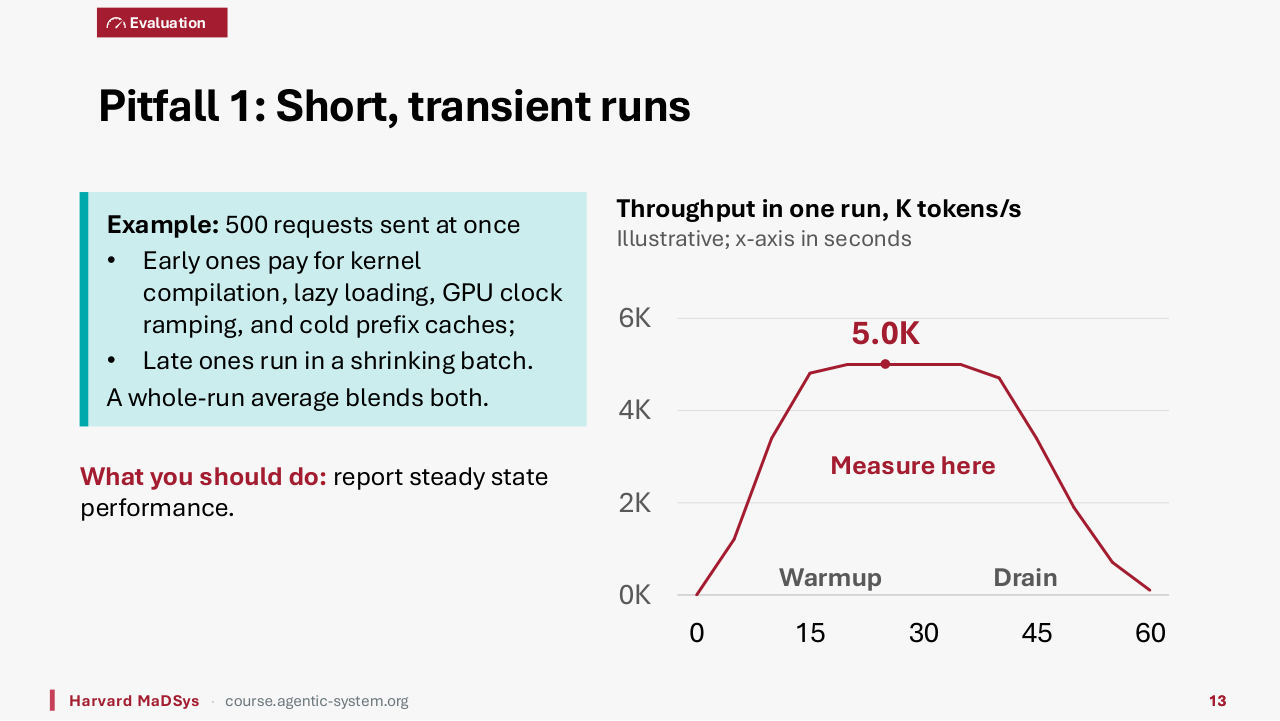 Evaluation
Pitfall 1: Short, transient runs
Example: 500 requests sent at once
• Early ones pay for kernel
compilation, lazy loading, GPU clock
ramping, and cold prefix caches;
• Late ones run in a shrinking batch.
A whole-run average blends both.
What you should do: report steady state
performance.
Throughput in one run, K tokens/s
Illustrative; x-axis in seconds
6K
5.0K
4K
Measure here
2K
Warmup Drain
0K
0 15 30 45 60
Harvard MaDSys · course.agentic-system.org
13